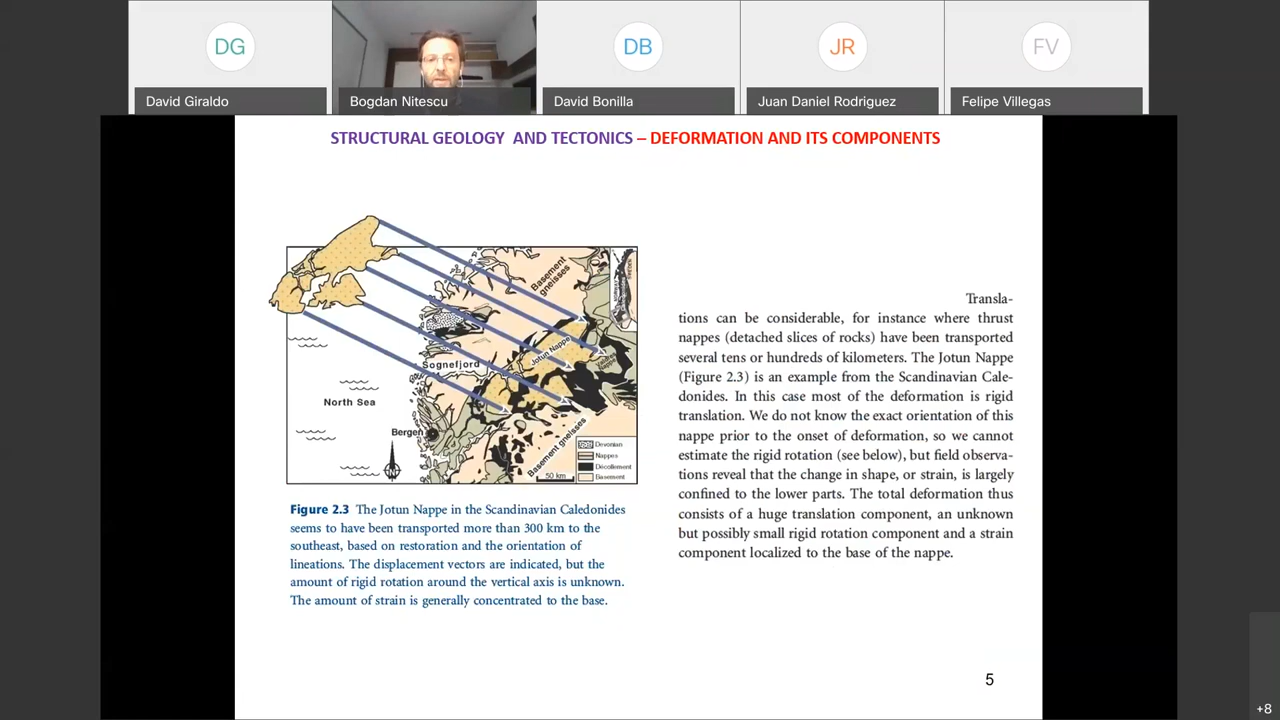 DG
DB
JR
FV
David Giraldo
Bogdan Nitescu
David Bonilla
Juan Daniel Rodriguez
Felipe Villegas
STRUCTURAL GEOLOGY AND TECTONICS – DEFORMATION AND ITS COMPONENTS
Basement
gneisses
Jotun Nappe
Sognefjord
North Sea
Bergen
Basement gneisses
Devonian
Nappes
Décollement
Basement
50 km
Figure 2.3 The Jotun Nappe in the Scandinavian Caledonides
seems to have been transported more than 300 km to the
southeast, based on restoration and the orientation of
lineations. The displacement vectors are indicated, but the
amount of rigid rotation around the vertical axis is unknown.
The amount of strain is generally concentrated to the base.
Transla-
tions can be considerable, for instance where thrust
nappes (detached slices of rocks) have been transported
several tens or hundreds of kilometers. The Jotun Nappe
(Figure 2.3) is an example from the Scandinavian Cale-
donides. In this case most of the deformation is rigid
translation. We do not know the exact orientation of this
nappe prior to the onset of deformation, so we cannot
estimate the rigid rotation (see below), but field observa-
tions reveal that the change in shape, or strain, is largely
confined to the lower parts. The total deformation thus
consists of a huge translation component, an unknown
but possibly small rigid rotation component and a strain
component localized to the base of the nappe.
5
+8